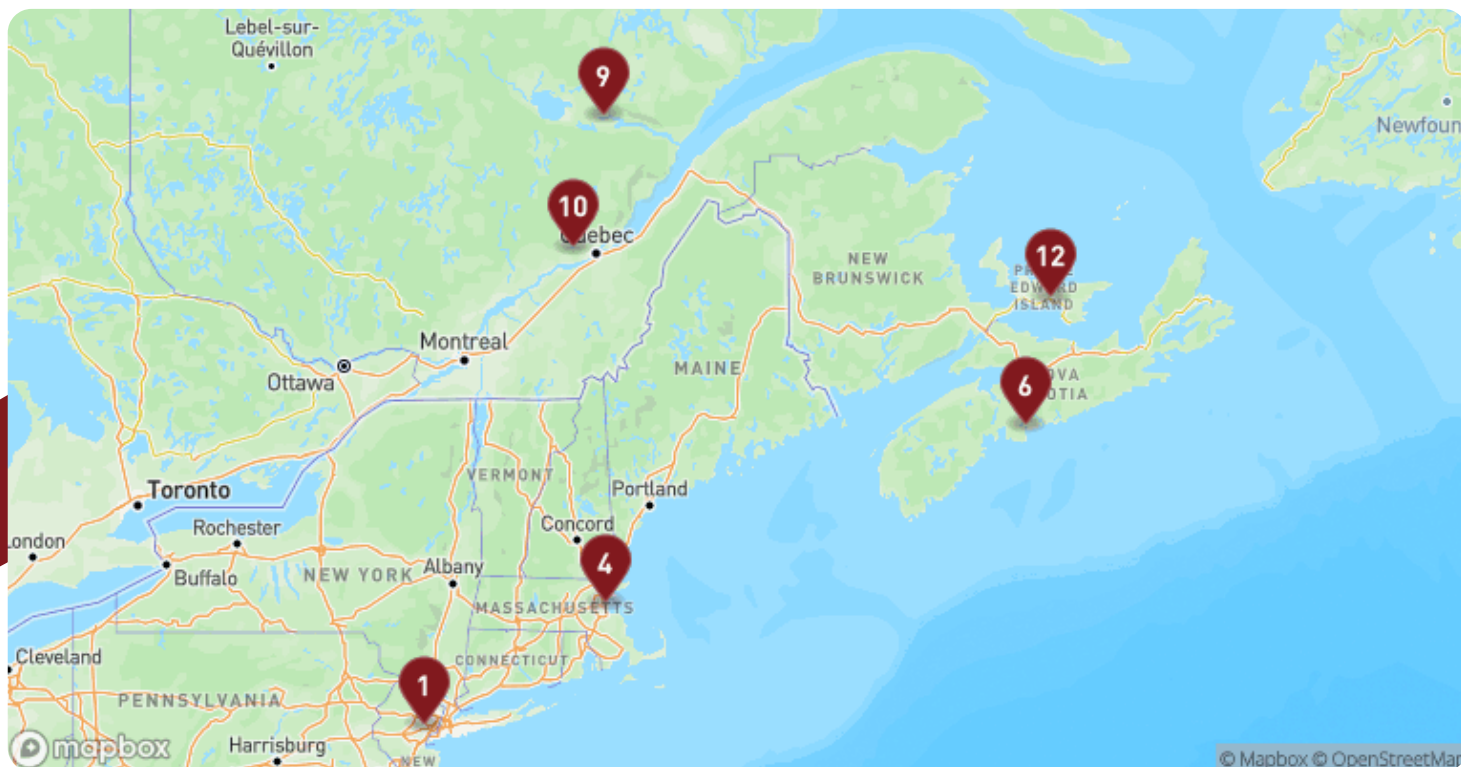 Lebel-sur-
Quévillon
9
Newfoun
10
Quebec
12
NEW
BRUNSWICK
PRINCE
EDWARD
ISLAND
Montreal
Ottawa
MAINE
6
NOVA
SCOTIA
VERMONT
Toronto
Portland
Rochester
Concord
London
Buffalo
NEW YORK
Albany
4
MASSACHUSETTS
Cleveland
CONNECTICUT
1
PENNSYLVANIA
Harrisburg
NEW
mapbox
© Mapbox © OpenStreetMap